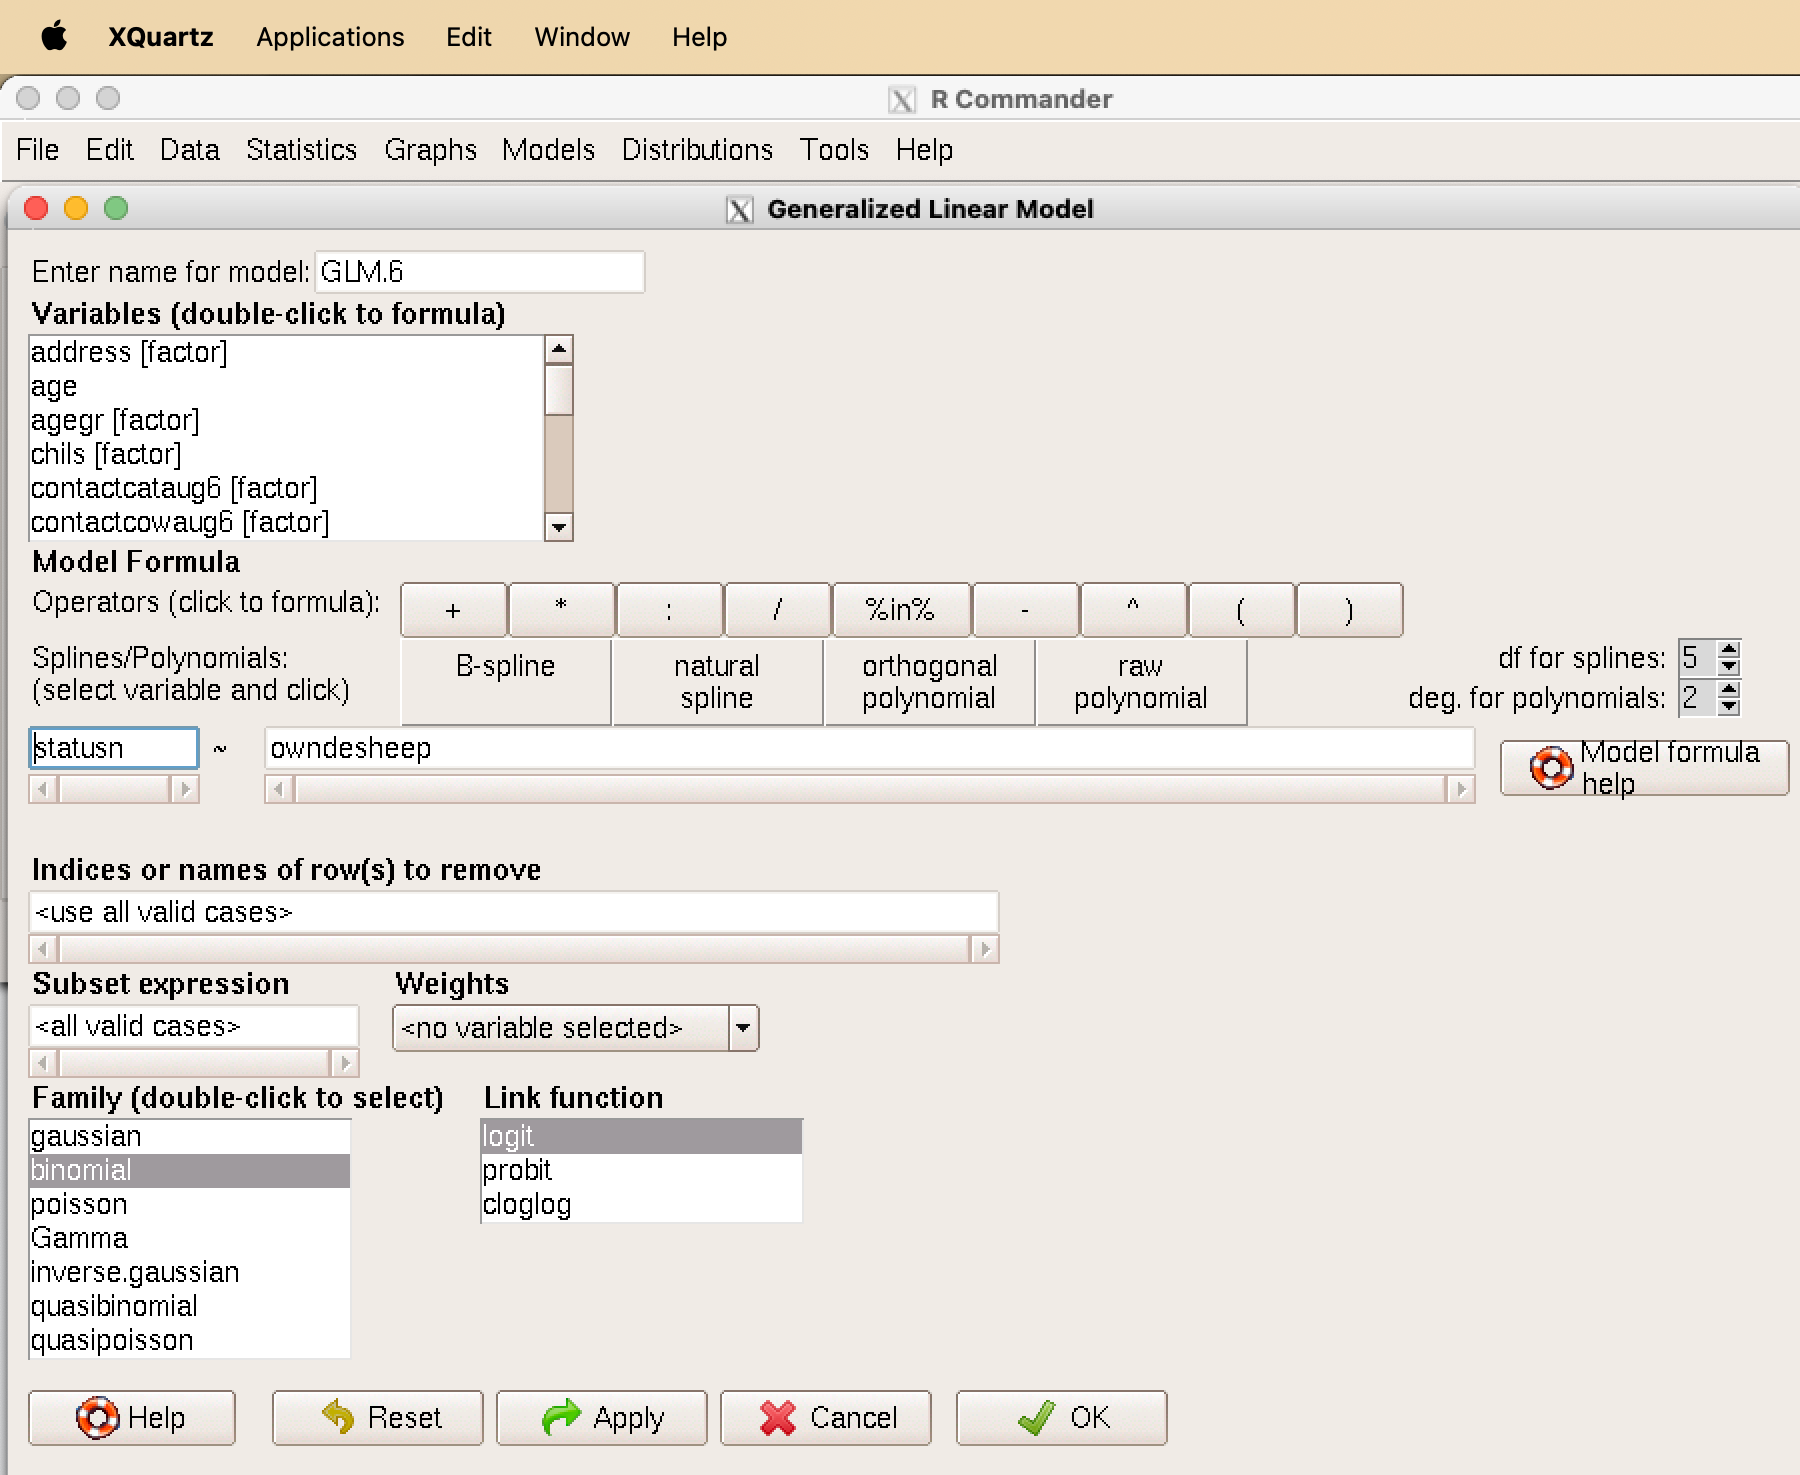 XQuartz Applications Edit Window Help
R Commander
File Edit Data Statistics Graphs Models Distributions Tools Help
Generalized Linear Model
Enter name for model: GLM.6
Variables (double-click to formula)
address [factor]
age
agegr [factor]
chils [factor]
contactcataug6 [factor]
contactcowaug6 [factor]
Model Formula
Operators (click to formula): + * : / %in% - ^ ( )
Splines/Polynomials:
(select variable and click)
B-spline
natural
spline
orthogonal
polynomial
raw
polynomial
df for splines: 5
deg. for polynomials: 2
statusn ~ owndesheep
Model formula
help
Indices or names of row(s) to remove
<use all valid cases>
Subset expression
<all valid cases>
Weights
<no variable selected>
Family (double-click to select)
gaussian
binomial
poisson
Gamma
inverse.gaussian
quasibinomial
quasipoisson
Link function
logit
probit
cloglog
Help Reset Apply Cancel OK